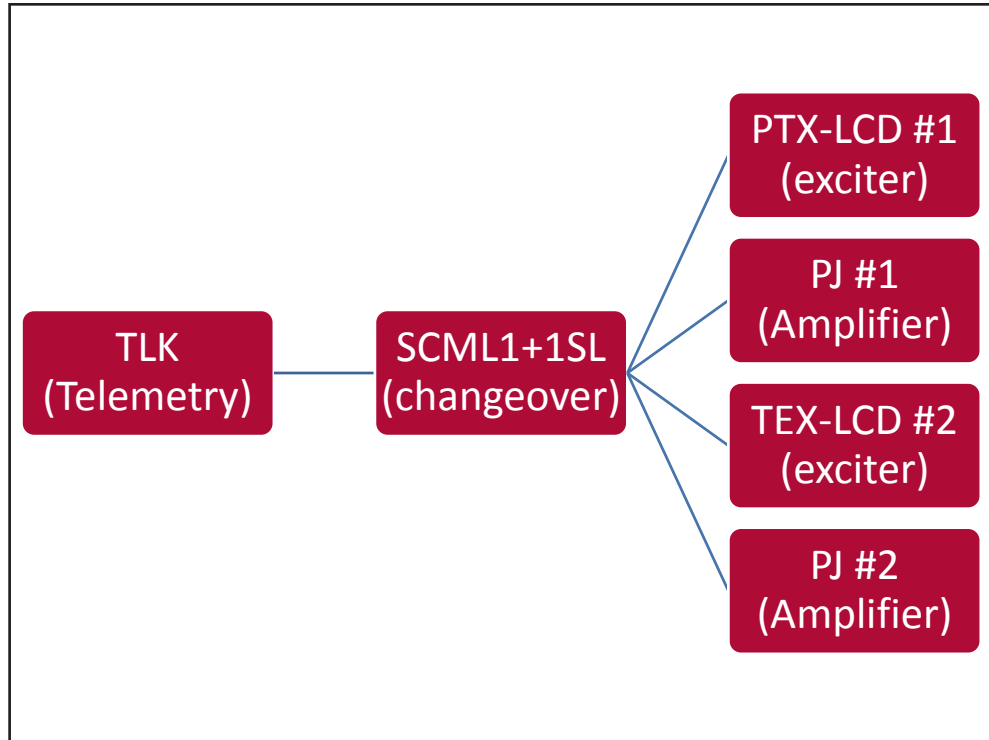 TLK
(Telemetry)
SCML1+1SL
(changeover)
PTX-LCD #1
(exciter)
PJ #1
(Amplifier)
TEX-LCD #2
(exciter)
PJ #2
(Amplifier)